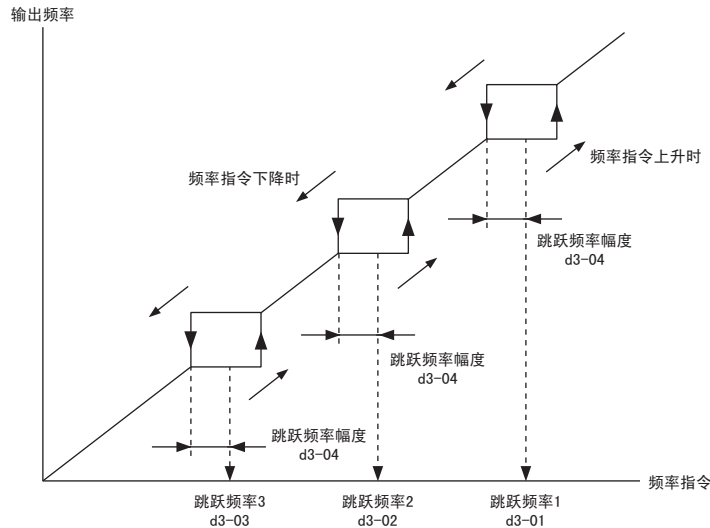 输出频率
频率指令上升时
频率指令下降时
跳跃频率幅度
d3-04
跳跃频率幅度
d3-04
跳跃频率幅度
d3-04
频率指令
跳跃频率3
d3-03
跳跃频率2
d3-02
跳跃频率1
d3-01